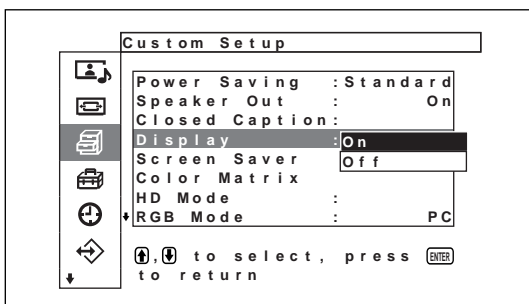 Custom Setup
Power Saving :Standard
Speaker Out : On
Closed Caption:
Display :On
Off
Screen Saver
Color Matrix
HD Mode :
RGB Mode : PC
, to select, press ENTER
to return